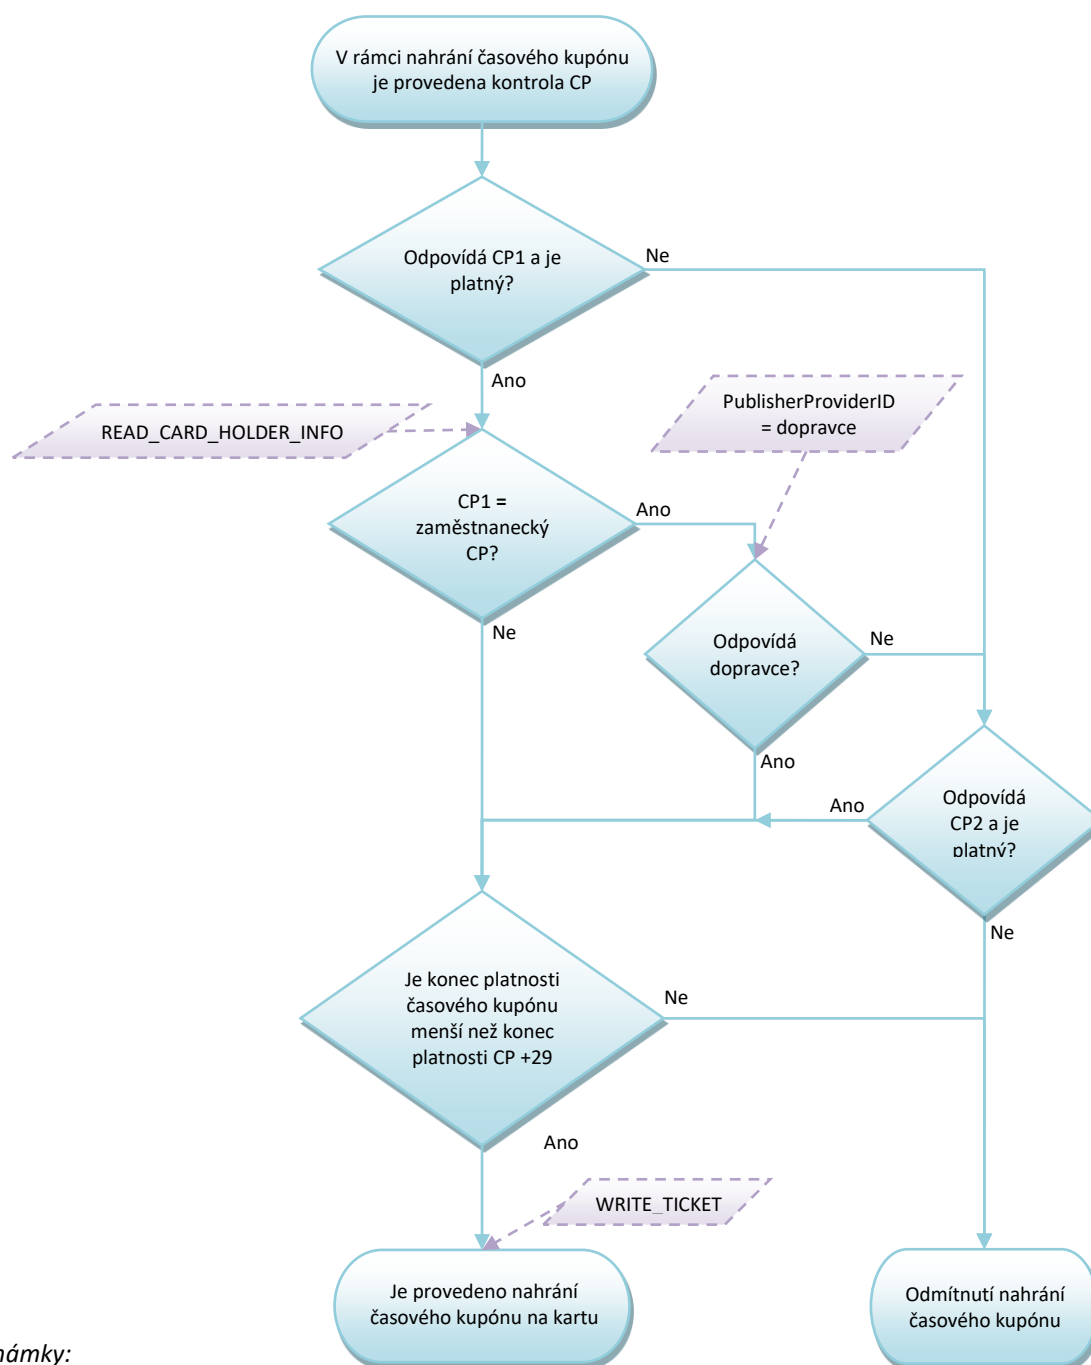 V rámci nahrání časového kupónu
je provedena kontrola CP
Odpovídá CP1 a je
platný?
Ne
Ano
READ_CARD_HOLDER_INFO
PublisherProviderID
= dopravce
CP1 =
zaměstnanecký
CP?
Ano
Ne
Odpovídá
dopravce?
Ne
Ano
Odpovídá
CP2 a je
platný?
Ano
Ne
Je konec platnosti
časového kupónu
menší než konec
platnosti CP +29
Ne
Ano
WRITE_TICKET
Je provedeno nahrání
časového kupónu na kartu
Odmítnutí nahrání
časového kupónu
námky: